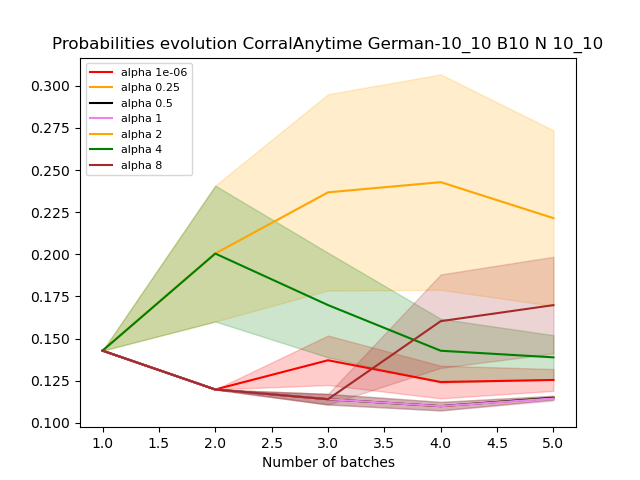 Probabilities evolution CorralAnytime German-10_10 B10 N 10_10
alpha 1e-06
alpha 0.25
alpha 0.5
alpha 1
alpha 2
alpha 4
alpha 8
0.300
0.275
0.250
0.225
0.200
0.175
0.150
0.125
0.100
1.0 1.5 2.0 2.5 3.0 3.5 4.0 4.5 5.0
Number of batches